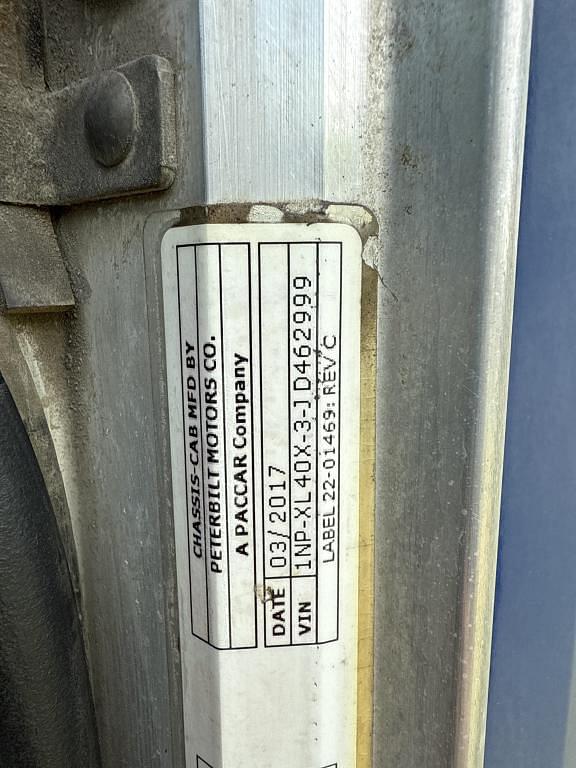 CHASSIS-CAB MFD BY
PETERBILT MOTORS CO.
A PACCAR Company
DATE 03/2017
VIN 1NP-XL40X-3-JD462999
LABEL 22-01469: REV C